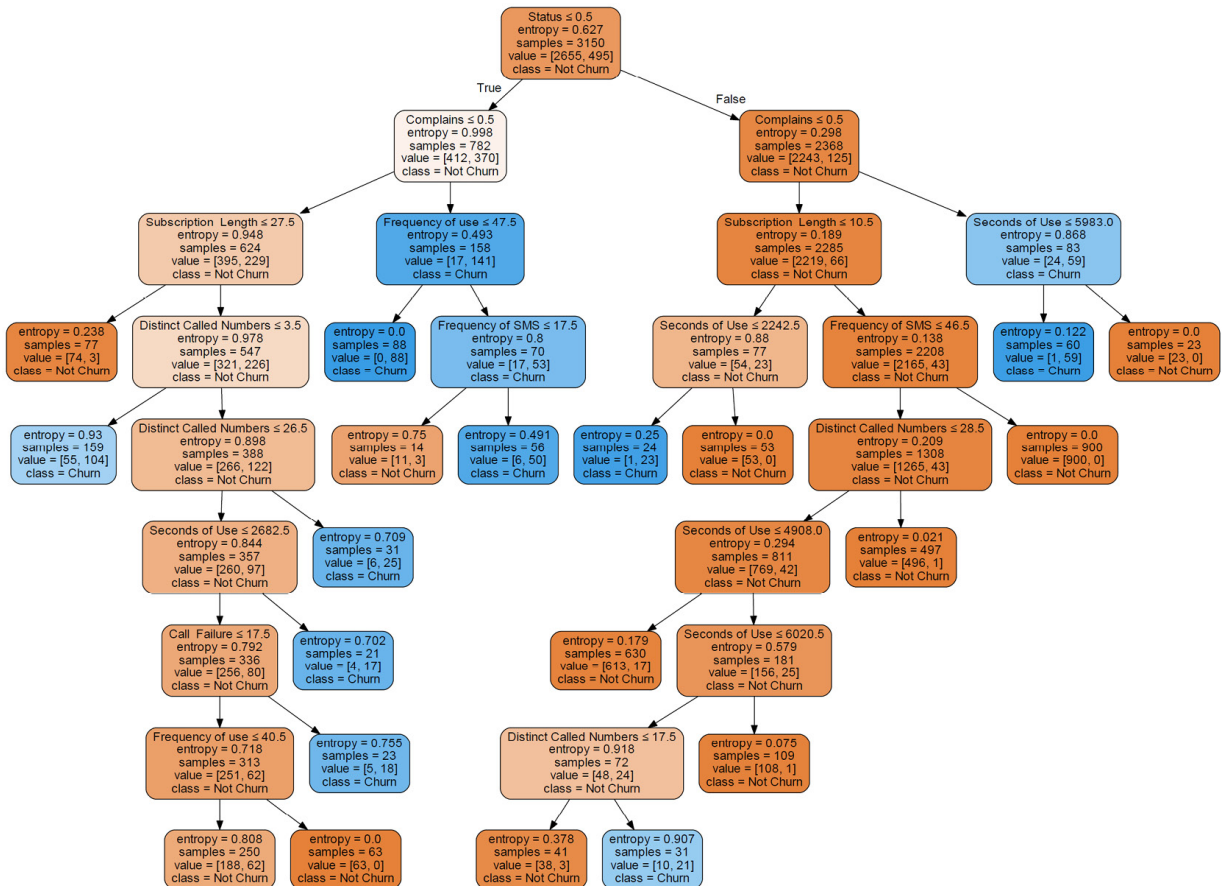 Status ≤ 0.5
entropy = 0.627
samples = 3150
value = [2655, 495]
class = Not Churn
True
False
Complains ≤ 0.5
entropy = 0.998
samples = 782
value = [412, 370]
class = Not Churn
Complains ≤ 0.5
entropy = 0.298
samples = 2368
value = [2243, 125]
class = Not Churn
Subscription Length ≤ 27.5
entropy = 0.948
samples = 624
value = [395, 229]
class = Not Churn
Frequency of use ≤ 47.5
entropy = 0.493
samples = 158
value = [17, 141]
class = Churn
Subscription Length ≤ 10.5
entropy = 0.189
samples = 2285
value = [2219, 66]
class = Not Churn
Seconds of Use ≤ 5983.0
entropy = 0.868
samples = 83
value = [24, 59]
class = Churn
entropy = 0.238
samples = 77
value = [74, 3]
class = Not Churn
Distinct Called Numbers ≤ 3.5
entropy = 0.978
samples = 547
value = [321, 226]
class = Not Churn
entropy = 0.0
samples = 88
value = [0, 88]
class = Churn
Frequency of SMS ≤ 17.5
entropy = 0.8
samples = 70
value = [17, 53]
class = Churn
Seconds of Use ≤ 2242.5
entropy = 0.88
samples = 77
value = [54, 23]
class = Not Churn
Frequency of SMS ≤ 46.5
entropy = 0.138
samples = 2208
value = [2165, 43]
class = Not Churn
entropy = 0.122
samples = 60
value = [1, 59]
class = Churn
entropy = 0.0
samples = 23
value = [23, 0]
class = Not Churn
entropy = 0.93
samples = 159
value = [55, 104]
class = Churn
Distinct Called Numbers ≤ 26.5
entropy = 0.898
samples = 388
value = [266, 122]
class = Not Churn
entropy = 0.75
samples = 14
value = [11, 3]
class = Not Churn
entropy = 0.491
samples = 56
value = [6, 50]
class = Churn
entropy = 0.25
samples = 24
value = [1, 23]
class = Churn
entropy = 0.0
samples = 53
value = [53, 0]
class = Not Churn
Distinct Called Numbers ≤ 28.5
entropy = 0.209
samples = 1308
value = [1265, 43]
class = Not Churn
entropy = 0.0
samples = 900
value = [900, 0]
class = Not Churn
Seconds of Use ≤ 2682.5
entropy = 0.844
samples = 357
value = [260, 97]
class = Not Churn
entropy = 0.709
samples = 31
value = [6, 25]
class = Churn
Seconds of Use ≤ 4908.0
entropy = 0.294
samples = 811
value = [769, 42]
class = Not Churn
entropy = 0.021
samples = 497
value = [496, 1]
class = Not Churn
Call Failure ≤ 17.5
entropy = 0.792
samples = 336
value = [256, 80]
class = Not Churn
entropy = 0.702
samples = 21
value = [4, 17]
class = Churn
entropy = 0.179
samples = 630
value = [613, 17]
class = Not Churn
Seconds of Use ≤ 6020.5
entropy = 0.579
samples = 181
value = [156, 25]
class = Not Churn
Frequency of use ≤ 40.5
entropy = 0.718
samples = 313
value = [251, 62]
class = Not Churn
entropy = 0.755
samples = 23
value = [5, 18]
class = Churn
Distinct Called Numbers ≤ 17.5
entropy = 0.918
samples = 72
value = [48, 24]
class = Not Churn
entropy = 0.075
samples = 109
value = [108, 1]
class = Not Churn
entropy = 0.808
samples = 250
value = [188, 62]
class = Not Churn
entropy = 0.0
samples = 63
value = [63, 0]
class = Not Churn
entropy = 0.378
samples = 41
value = [38, 3]
class = Not Churn
entropy = 0.907
samples = 31
value = [10, 21]
class = Churn